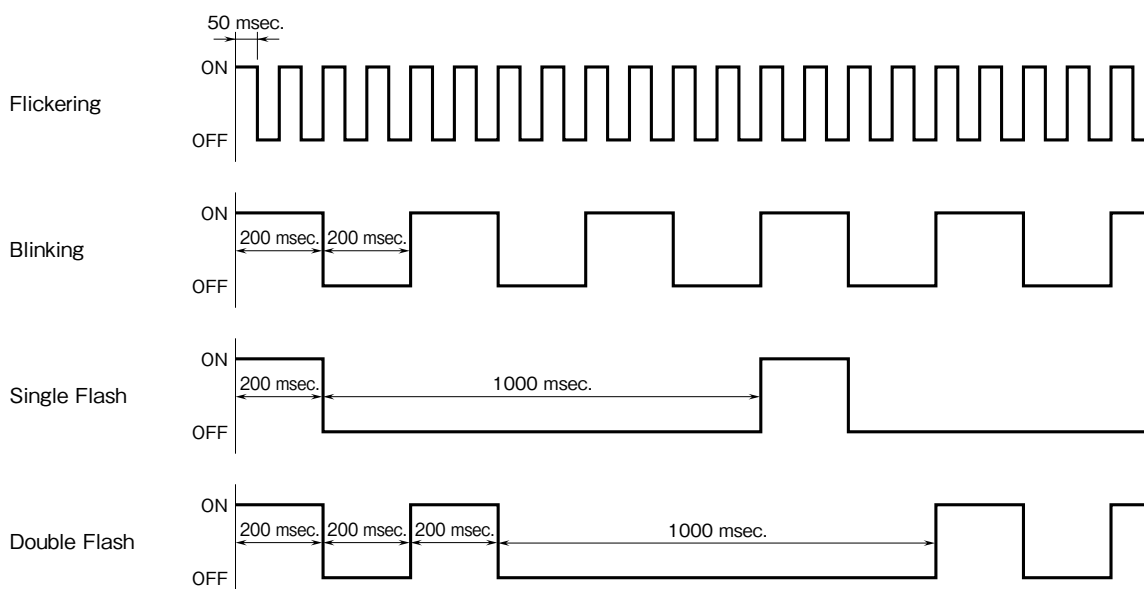 50 msec.
ON
Flickering
OFF
ON
200 msec. 200 msec.
Blinking
OFF
ON
200 msec. 1000 msec.
Single Flash
OFF
ON
200 msec. 200 msec. 200 msec. 1000 msec.
Double Flash
OFF